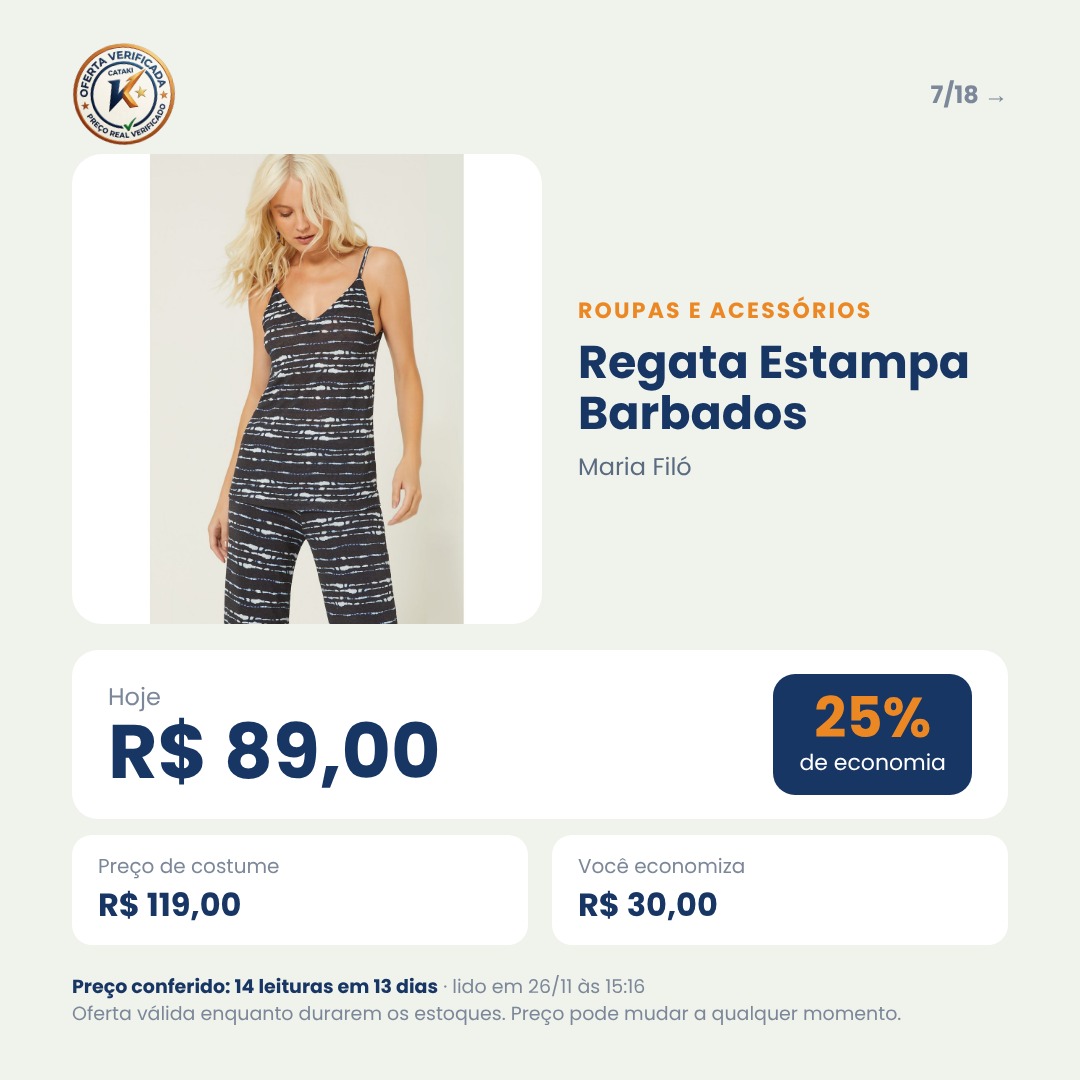 OFERTA VERIFICADA
CATAKI
K
PREÇO REAL VERIFICADO
7/18 →
ROUPAS E ACESSÓRIOS
Regata Estampa
Barbados
Maria Filó
Hoje
R$ 89,00
25%
de economia
Preço de costume
R$ 119,00
Você economiza
R$ 30,00
Preço conferido: 14 leituras em 13 dias · lido em 26/11 às 15:16
Oferta válida enquanto durarem os estoques. Preço pode mudar a qualquer momento.